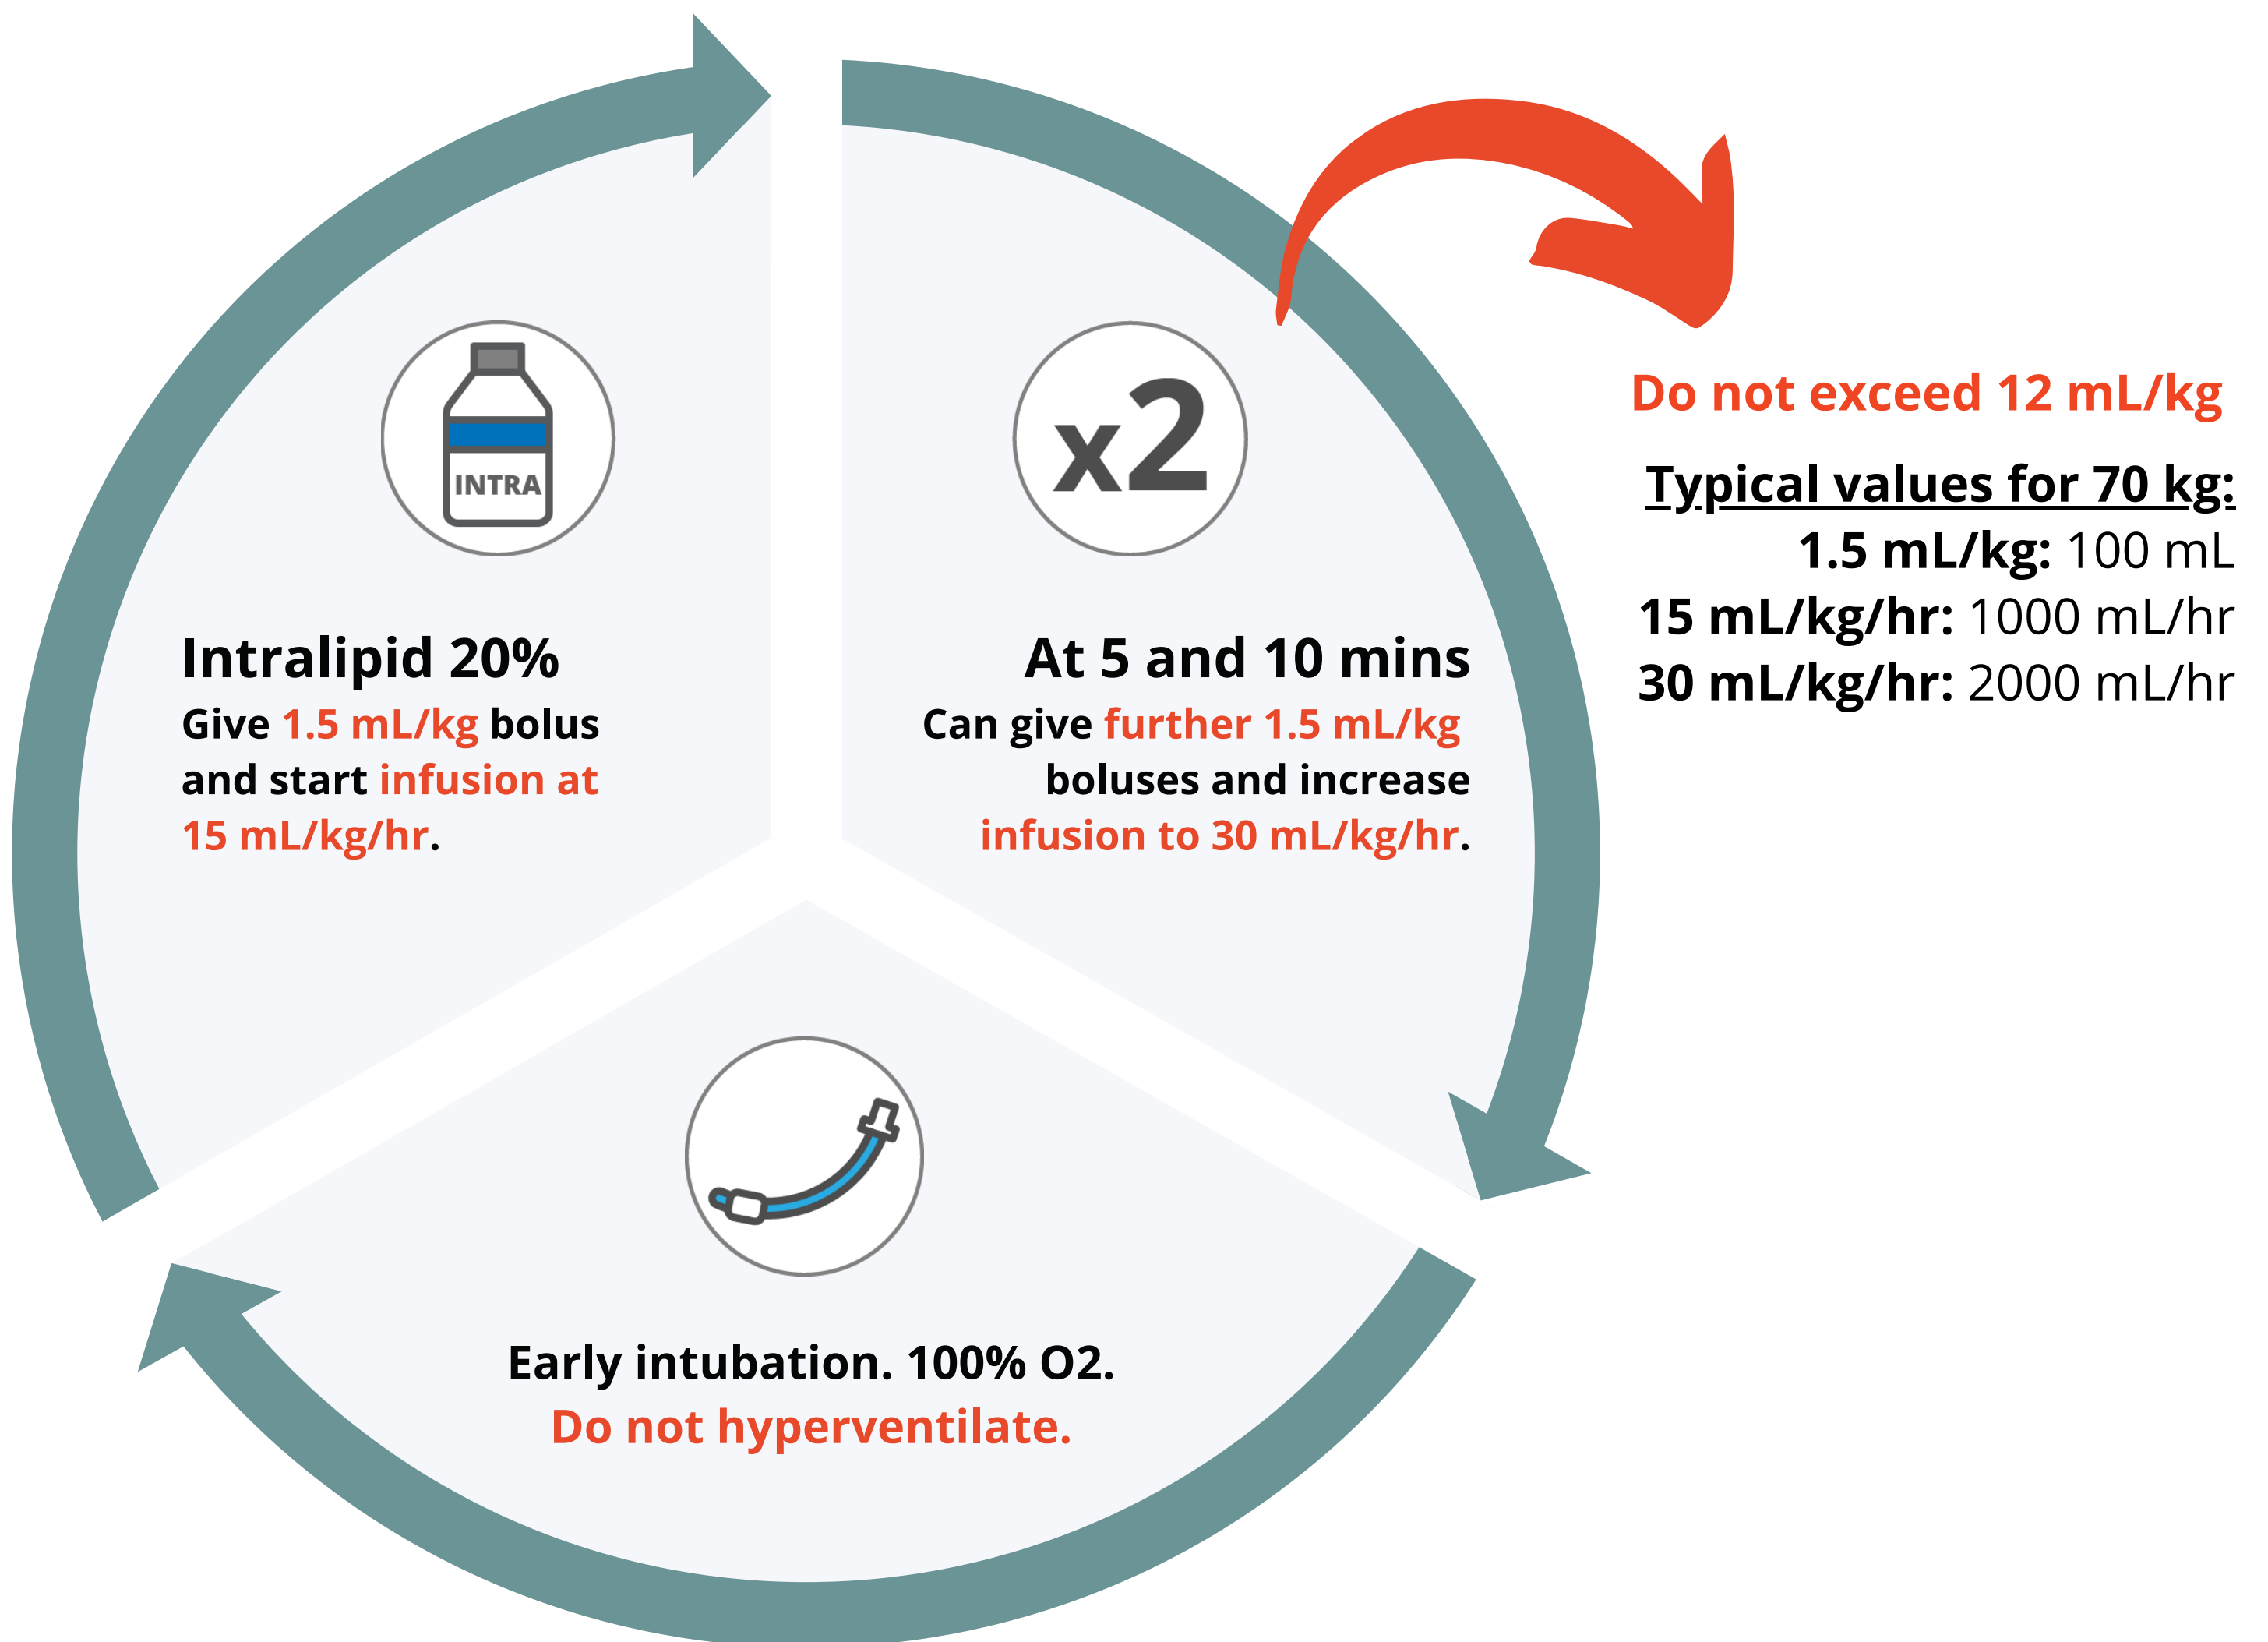 INTRA
Intralipid 20%
Give 1.5 mL/kg bolus
and start infusion at
15 mL/kg/hr.
x2
At 5 and 10 mins
Can give further 1.5 mL/kg
boluses and increase
infusion to 30 mL/kg/hr.
Do not exceed 12 mL/kg
Typical values for 70 kg:
1.5 mL/kg: 100 mL
15 mL/kg/hr: 1000 mL/hr
30 mL/kg/hr: 2000 mL/hr
Early intubation. 100% O2.
Do not hyperventilate.